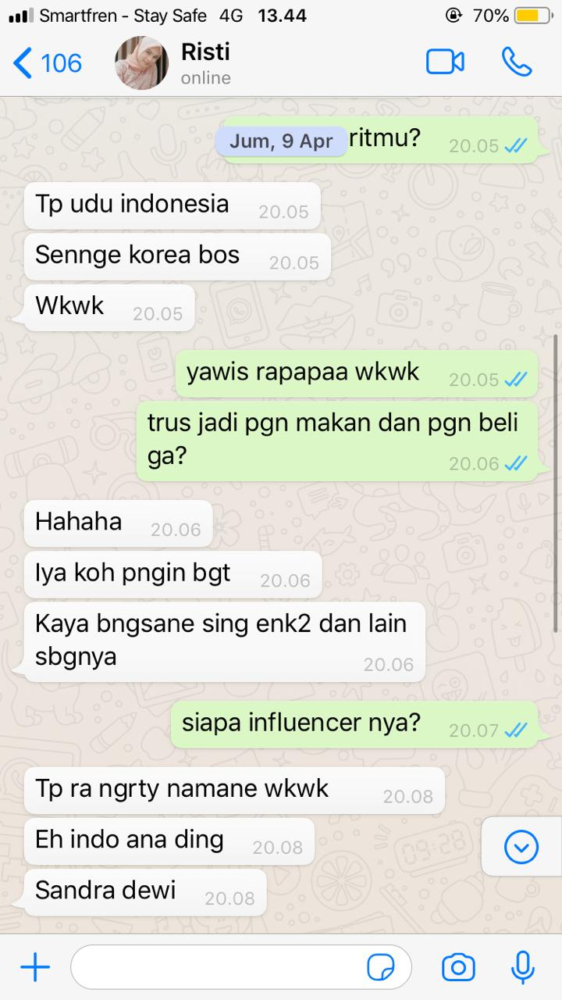 Smartfren - Stay Safe 4G 13.44 70%
106
Risti
online
Jum, 9 Apr
ritmu? 20.05
Tp udu indonesia 20.05
Sennge korea bos 20.05
Wkwk 20.05
yawis rapapaa wkwk 20.05
trus jadi pgn makan dan pgn beli
ga? 20.06
Hahaha 20.06
Iya koh pngin bgt 20.06
Kaya bngsane sing enk2 dan lain
sbgnya 20.06
siapa influencer nya? 20.07
Tp ra ngrty namane wkwk 20.08
Eh indo ana ding 20.08
Sandra dewi 20.08